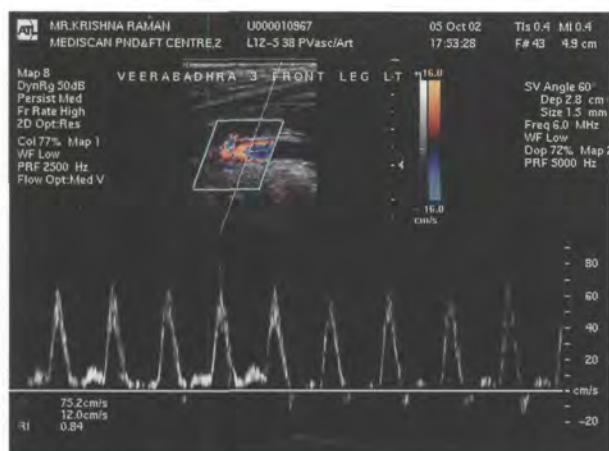 ATL MR.KRISHNA RAMAN U000010967 05 Oct 02 TIs 0.4 MI 0.4
MEDISCAN PND&FT CENTRE,2 L12-5 38 PVasc/Art 17:53:28 F# 43 4.9 cm
VEERABADHRA 3 FRONT LEG LT
Map 8
DynRg 50dB
Persist Med
Fr Rate High
2D Opt:Res
Col 77% Map 1
WF Low
PRF 2500 Hz
Flow Opt:Med V
16.0
- 16.0
cm/s
SV Angle 60°
Dep 2.8 cm
Size 1.5 mm
Freq 6.0 MHz
WF Low
Dop 72% Map 2
PRF 5000 Hz
80
60
40
20
cm/s
-20
75.2cm/s
12.0cm/s
RI 0.84